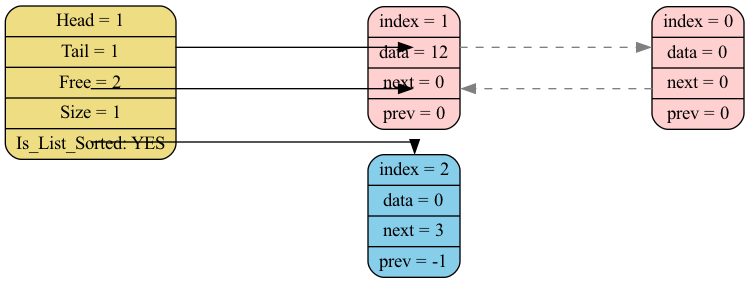 Head = 1
Tail = 1
Free = 2
Size = 1
Is_List_Sorted: YES
index = 1
data = 12
next = 0
prev = 0
index = 0
data = 0
next = 0
prev = 0
index = 2
data = 0
next = 3
prev = -1